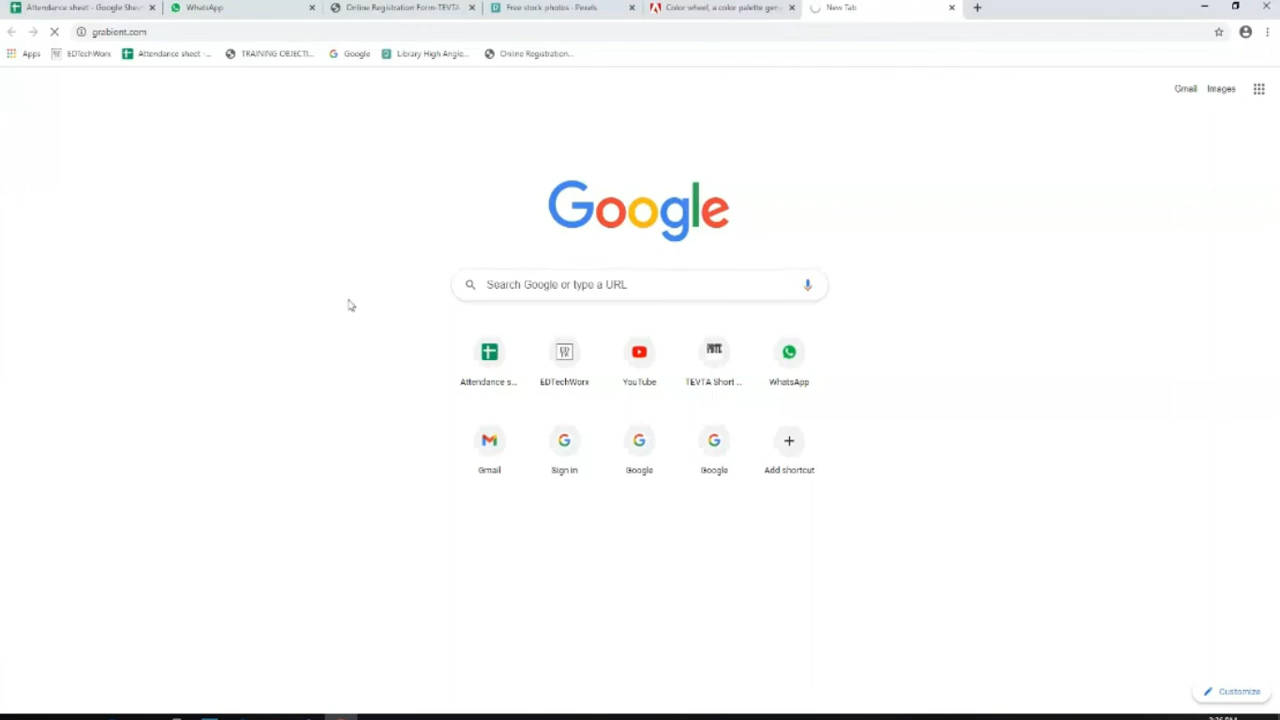 Attendance sheet - Google Shee
WhatsApp
Online Registration Form-TEVTA
Free stock photos - Pexels
Color wheel, a color palette gene
New Tab
grabient.com
Apps
EDTechWorx
Attendance sheet -...
TRAINING OBJECTI...
Google
Library High Angle...
Online Registration...
Gmail Images
Google
Search Google or type a URL
Attendance s...
EDTechWorx
YouTube
TEVTA Short ...
WhatsApp
Gmail
Sign in
Google
Google
Add shortcut
Customize